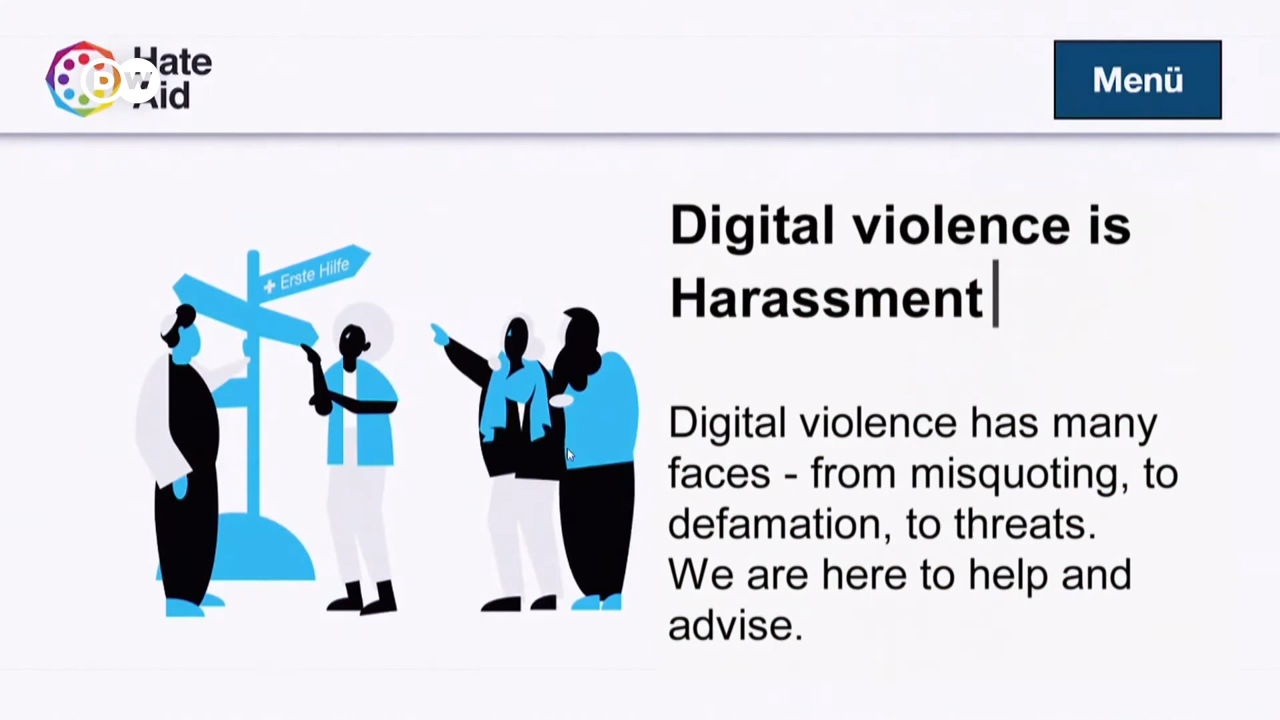 Hate
Aid
DW
Menü
Digital violence is
Harassment
+ Erste Hilfe
Digital violence has many
faces - from misquoting, to
defamation, to threats.
We are here to help and
advise.